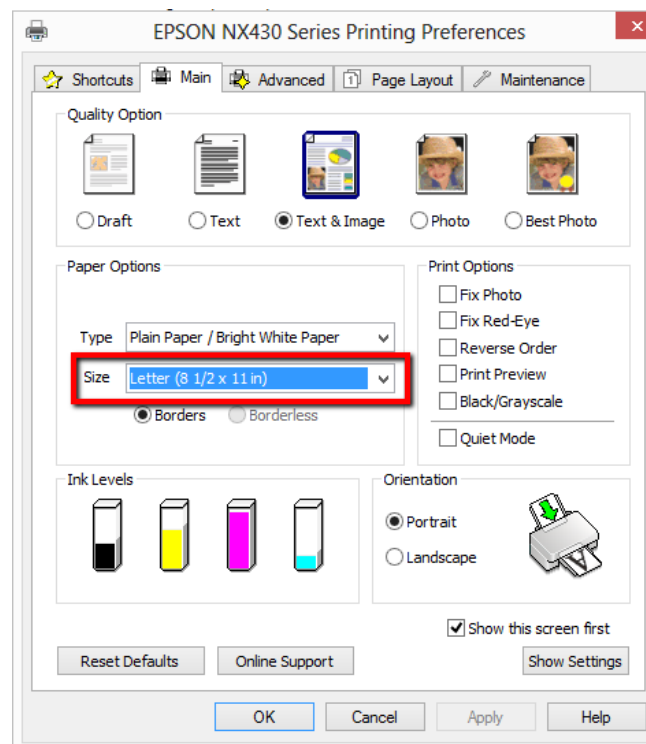 EPSON NX430 Series Printing Preferences
Shortcuts Main Advanced Page Layout Maintenance
Quality Option
Draft Text Text & Image Photo Best Photo
Paper Options
Type Plain Paper / Bright White Paper
Size Letter (8 1/2 x 11 in)
Borders Borderless
Print Options
Fix Photo
Fix Red-Eye
Reverse Order
Print Preview
Black/Grayscale
Quiet Mode
Ink Levels
Orientation
Portrait
Landscape
Show this screen first
Reset Defaults Online Support Show Settings
OK Cancel Apply Help